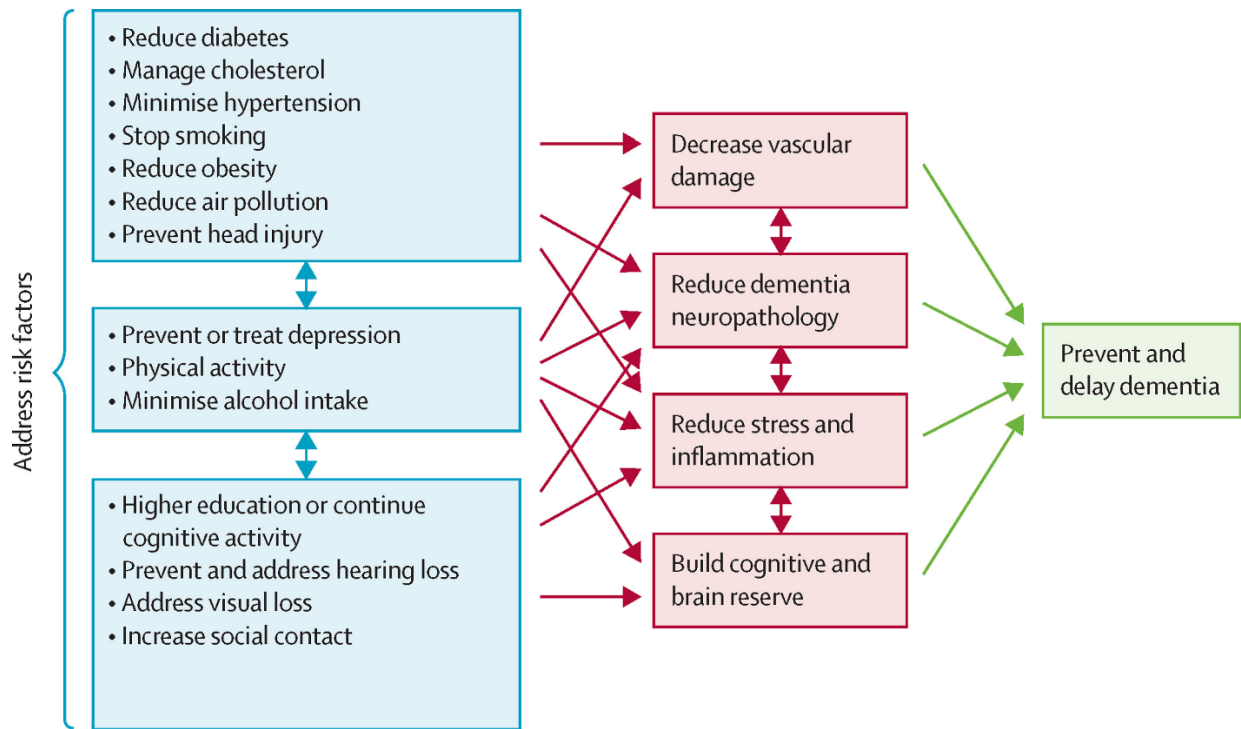 Address risk factors
• Reduce diabetes
• Manage cholesterol
• Minimise hypertension
• Stop smoking
• Reduce obesity
• Reduce air pollution
• Prevent head injury
• Prevent or treat depression
• Physical activity
• Minimise alcohol intake
• Higher education or continue
cognitive activity
• Prevent and address hearing loss
• Address visual loss
• Increase social contact
Decrease vascular
damage
Reduce dementia
neuropathology
Reduce stress and
inflammation
Build cognitive and
brain reserve
Prevent and
delay dementia